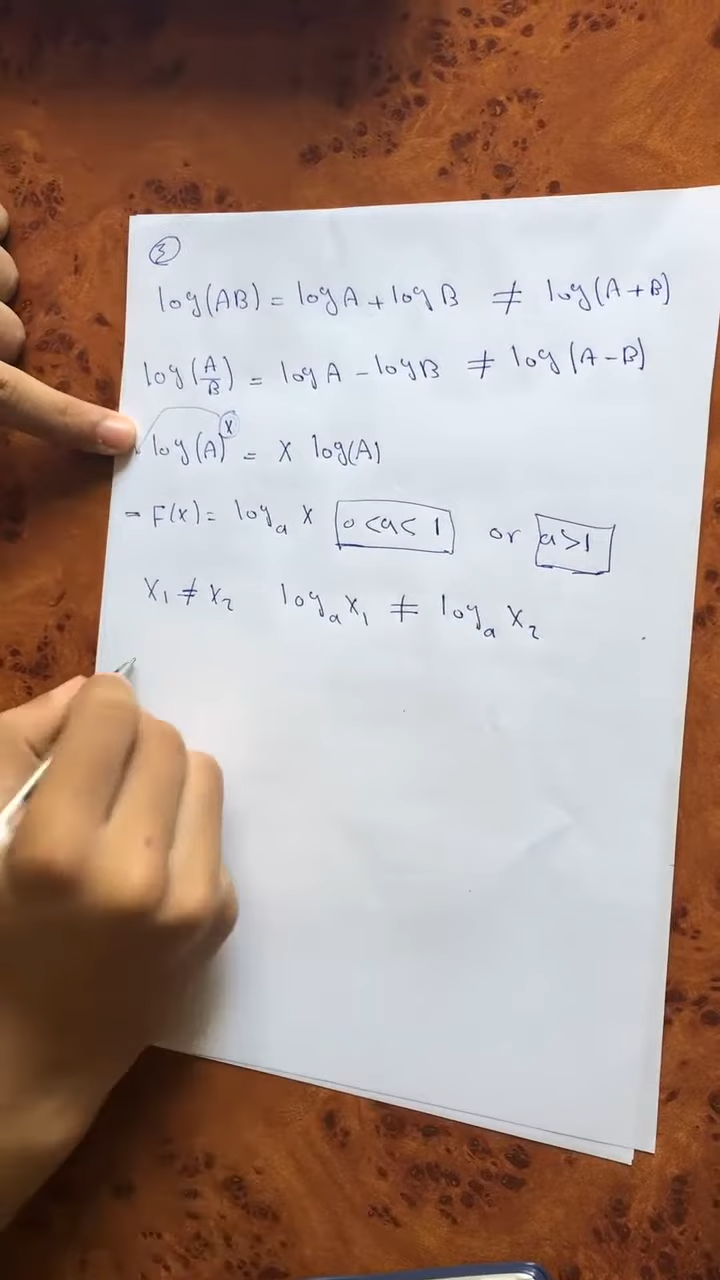 3
log(AB) = log A + log B ≠ log(A + B)
log(A/B) = log A - log B ≠ log(A - B)
log(A)^x = x log(A)
- F(x) = log_a x 0 < a < 1 or a > 1
x₁ ≠ x₂ log_a x₁ ≠ log_a x₂